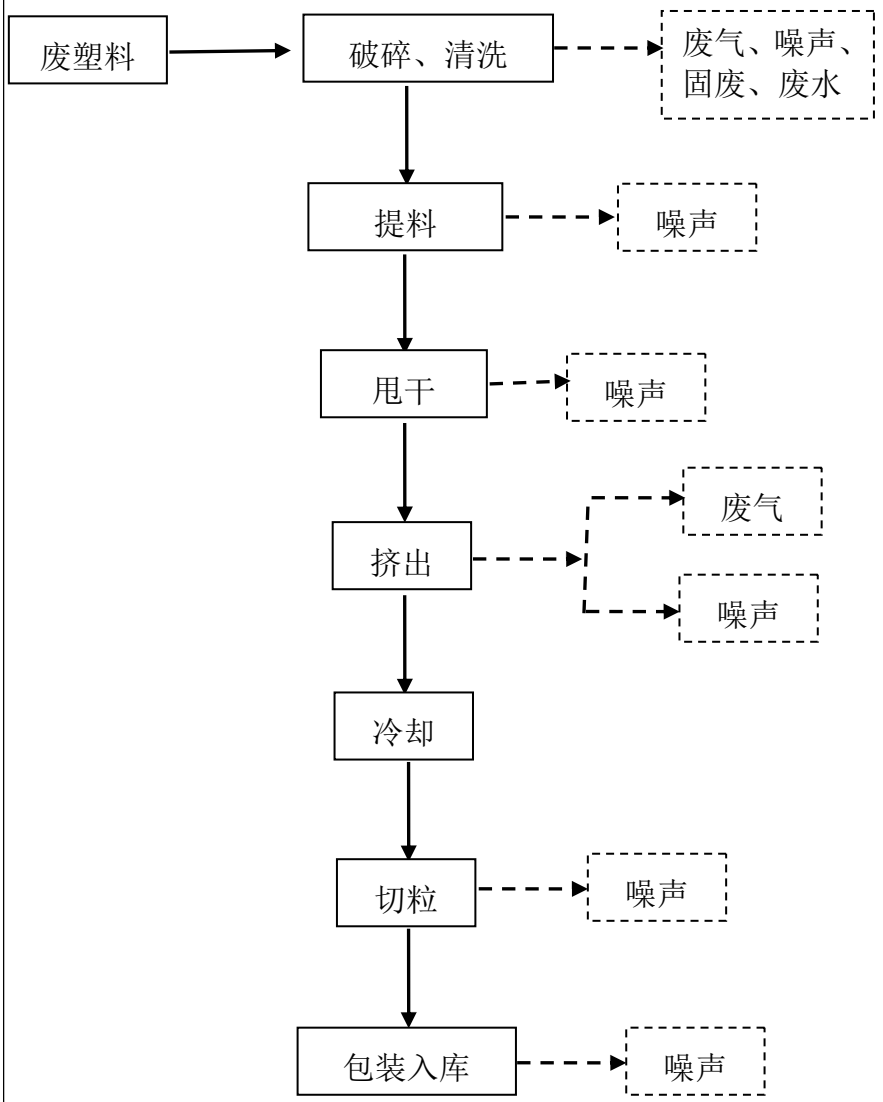 废塑料
破碎、清洗
废气、噪声、
固废、废水
提料
噪声
甩干
噪声
挤出
废气
噪声
冷却
切粒
噪声
包装入库
噪声